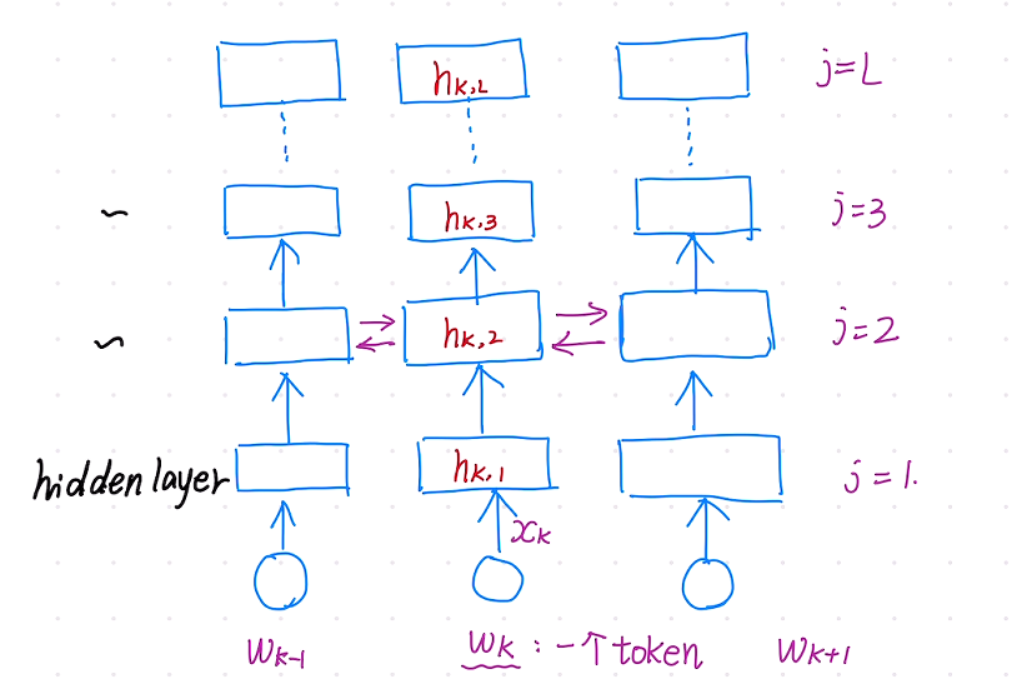 h_{k,L} j=L
~ h_{k,3} j=3
~ h_{k,2} j=2
hidden layer h_{k,1} j=1.
x_k
w_{k-1} w_k：一个token w_{k+1}